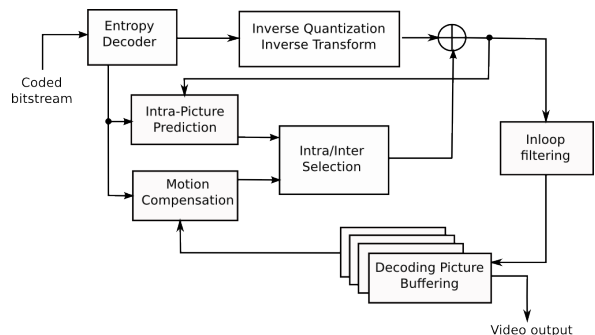 Entropy
Decoder
Inverse Quantization
Inverse Transform
Coded
bitstream
Intra-Picture
Prediction
Inloop
filtering
Intra/Inter
Selection
Motion
Compensation
Decoding Picture
Buffering
Video output